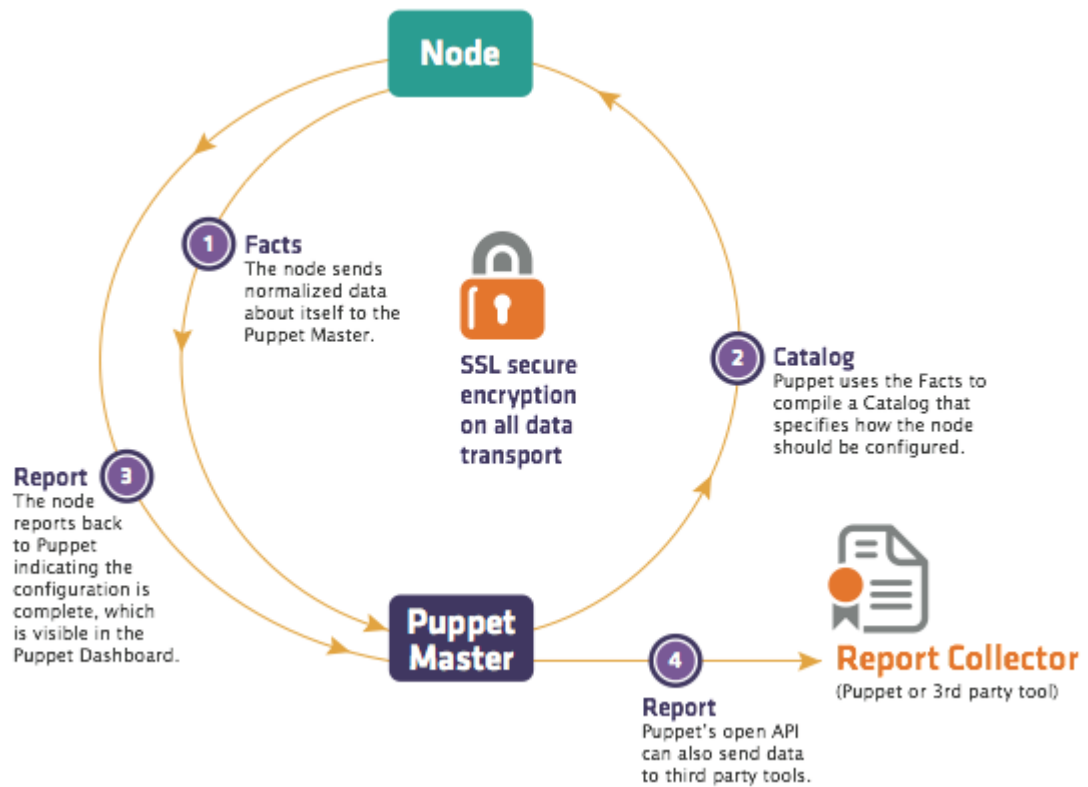 Node
1
Facts
The node sends
normalized data
about itself to the
Puppet Master.
SSL secure
encryption
on all data
transport
2
Catalog
Puppet uses the Facts to
compile a Catalog that
specifies how the node
should be configured.
Report
3
The node
reports back
to Puppet
indicating the
configuration is
complete, which
is visible in the
Puppet Dashboard.
Puppet
Master
4
Report
Puppet's open API
can also send data
to third party tools.
Report Collector
(Puppet or 3rd party tool)